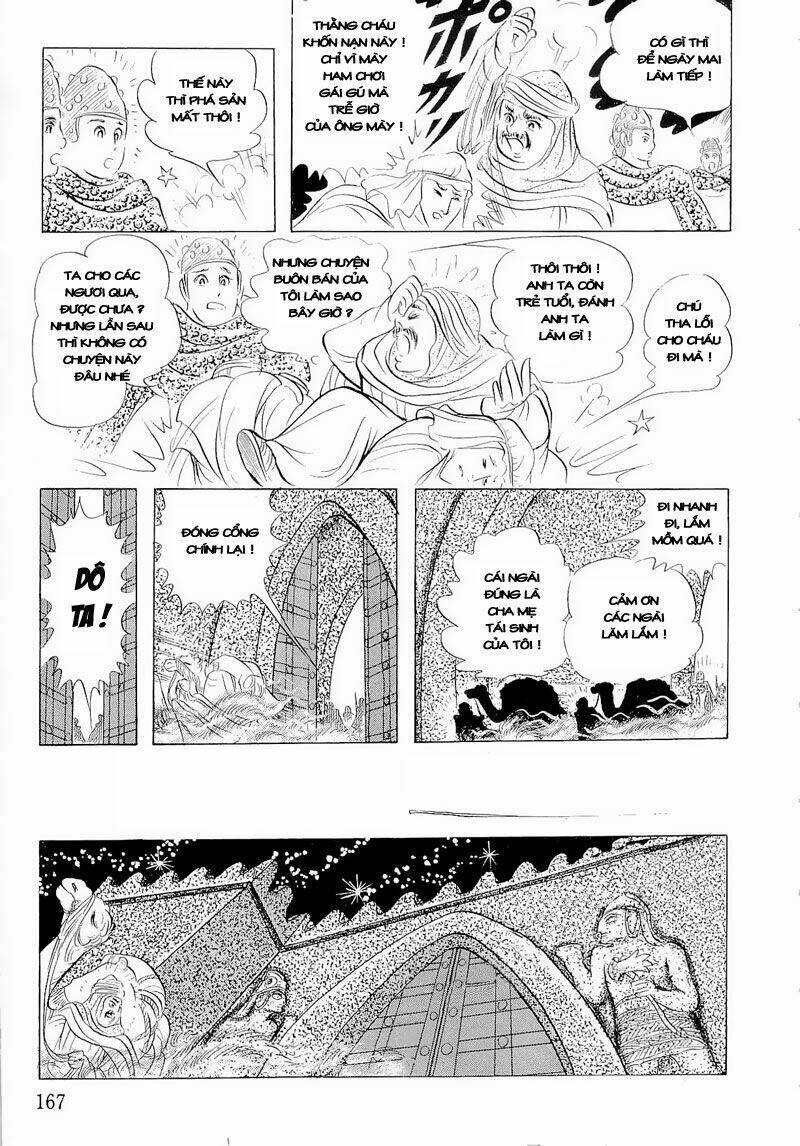 CÓ GÌ THÌ
ĐỂ NGÀY MAI
LÀM TIẾP !
THẰNG CHÁU
KHỐN NẠN NÀY !
CHỈ VÌ MÀY
HAM CHƠI
GÁI GÚ MÀ
TRỄ GIỜ
CỦA ÔNG MÀY !
ポカ
THẾ NÀY
THÌ PHÁ SẢN
MẤT THÔI !
CHÚ
THA LỖI
CHO CHÁU
ĐI MÀ !
THÔI THÔI !
ANH TA CÒN
TRẺ TUỔI, ĐÁNH
ANH TA
LÀM GÌ !
NHƯNG CHUYỆN
BUÔN BÁN CỦA
TÔI LÀM SAO
BÂY GIỜ ?
TA CHO CÁC
NGƯƠI QUA,
ĐƯỢC CHƯA ?
NHƯNG LẦN SAU
THÌ KHÔNG CÓ
CHUYỆN NÀY
ĐÂU NHÉ
ĐI NHANH
ĐI, LẮM
MỒM QUÁ !
CẢM ƠN
CÁC NGÀI
LĂM LẮM !
CÁI NGÀI
ĐÚNG LÀ
CHA MẸ
TÁI SINH
CỦA TÔI !
ĐÓNG CỔNG
CHÍNH LẠI !
DÔ
TA !
167